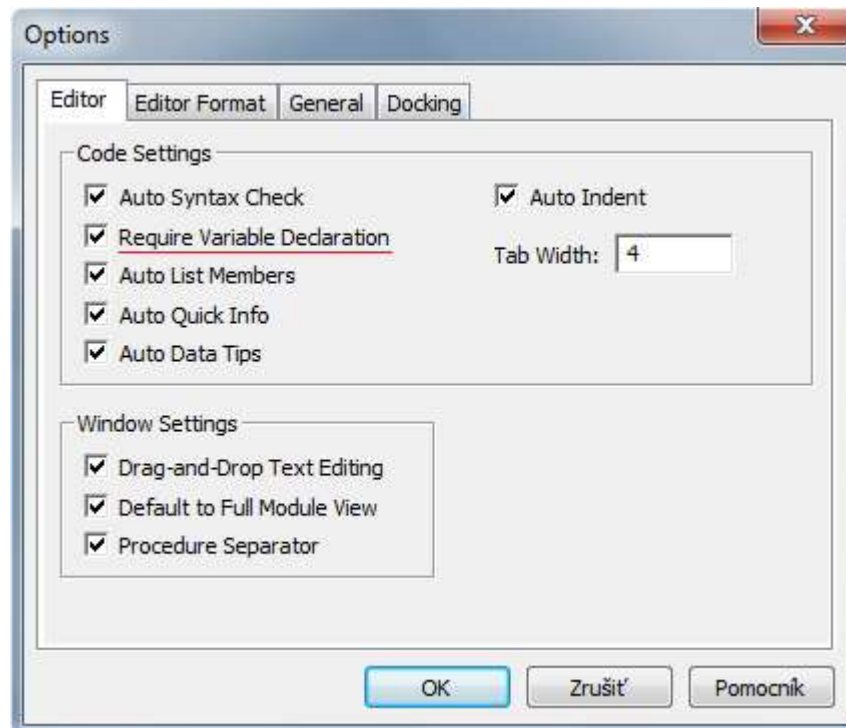 Options
Editor Editor Format General Docking
Code Settings
Auto Syntax Check Auto Indent
Require Variable Declaration
Tab Width: 4
Auto List Members
Auto Quick Info
Auto Data Tips
Window Settings
Drag-and-Drop Text Editing
Default to Full Module View
Procedure Separator
OK Zrušiť Pomocník